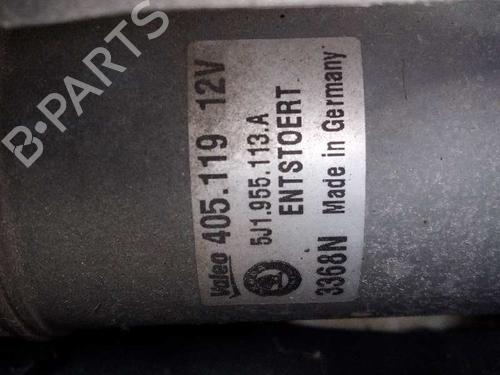 Valeo 405.119 12V
5J1.955.113.A
ENTSTOERT
3368N Made in Germany
B-PARTS